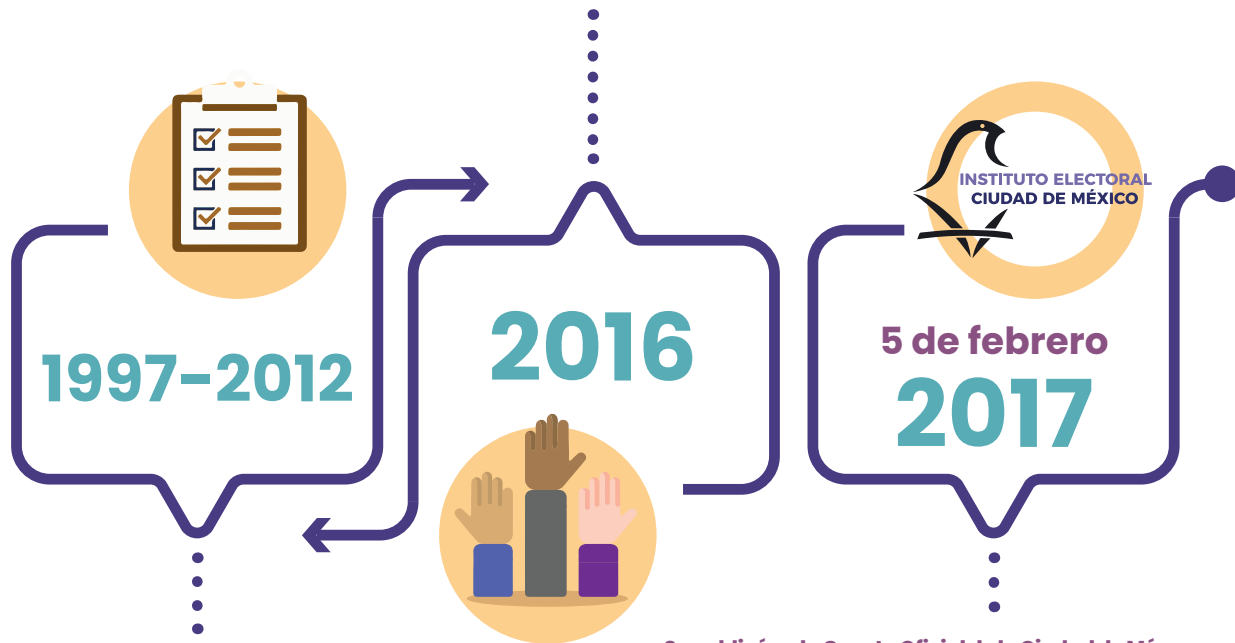 1997-2012
2016
INSTITUTO ELECTORAL
CIUDAD DE MÉXICO
5 de febrero
2017